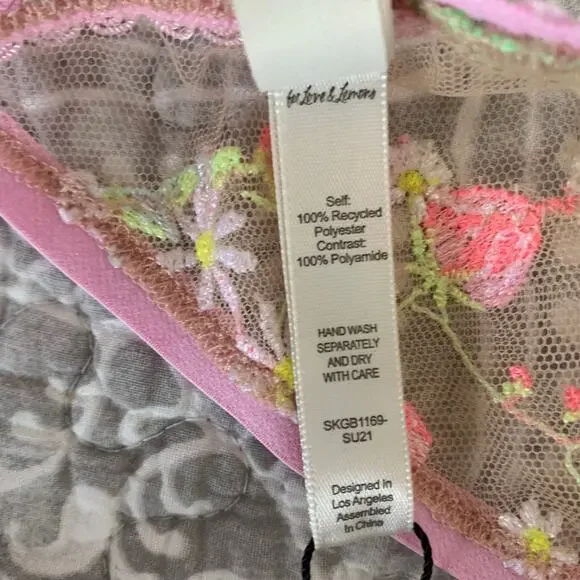 for Love & Lemons
Self:
100% Recycled
Polyester
Contrast:
100% Polyamide
HAND WASH
SEPARATELY
AND DRY
WITH CARE
SKGB1169-
SU21
Designed in
Los Angeles
Assembled
In China